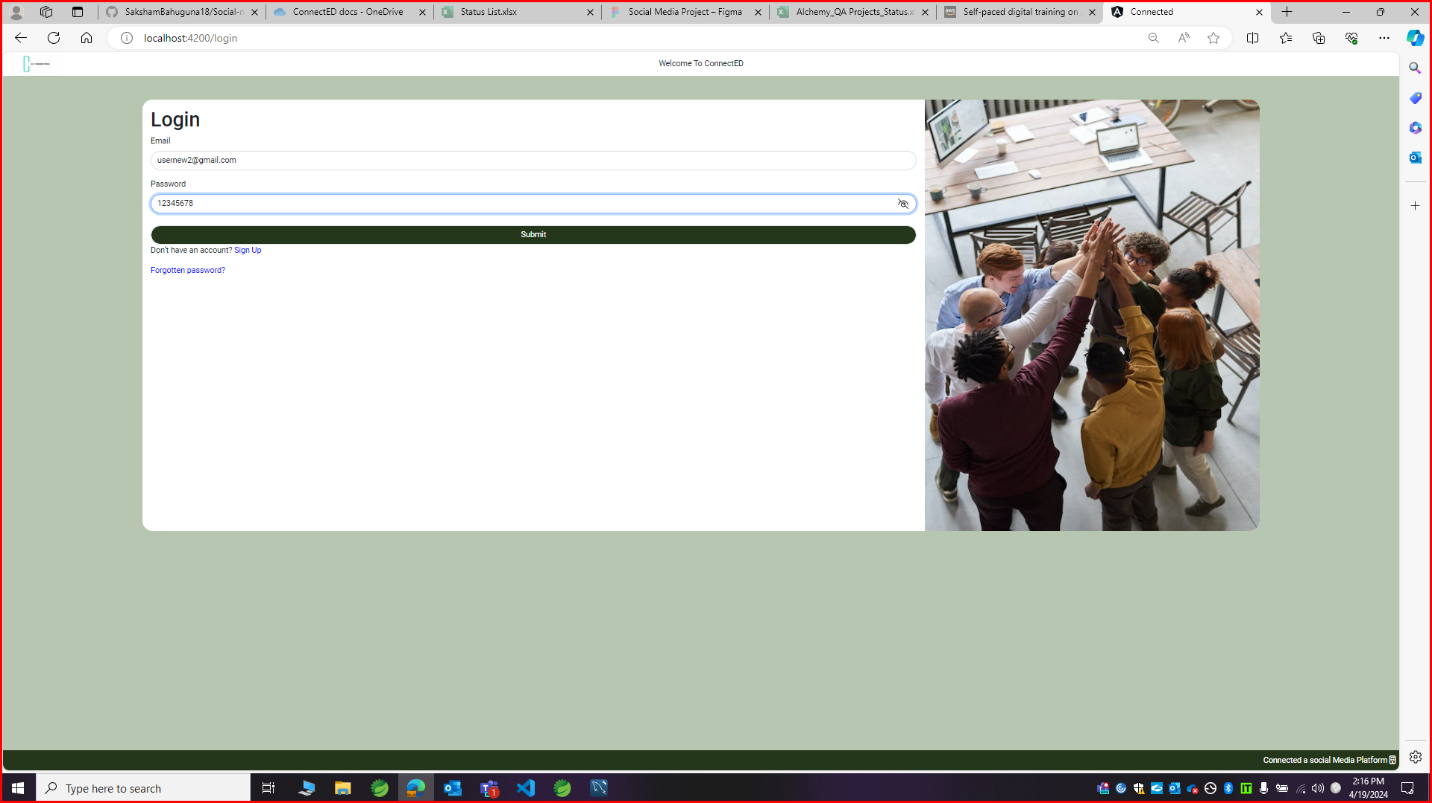 SakshamBahuguna18/Social-n
ConnectED docs - OneDrive
Status List.xlsx
Social Media Project – Figma
Alchemy_QA Projects_Status.x
Self-paced digital training on
Connected
localhost:4200/login
Welcome To ConnectED
Login
Email
usernew2@gmail.com
Password
12345678
Submit
Don't have an account? Sign Up
Forgotten password?
Connected a social Media Platform
Type here to search
1
2:16 PM
4/19/2024